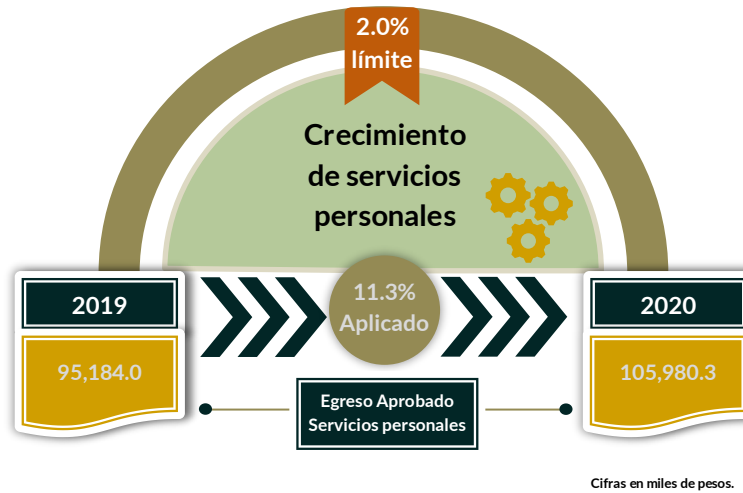 2.0%
límite
Crecimiento
de servicios
personales
2019
11.3%
Aplicado
2020
95,184.0
105,980.3
Egreso Aprobado
Servicios personales
Cifras en miles de pesos.